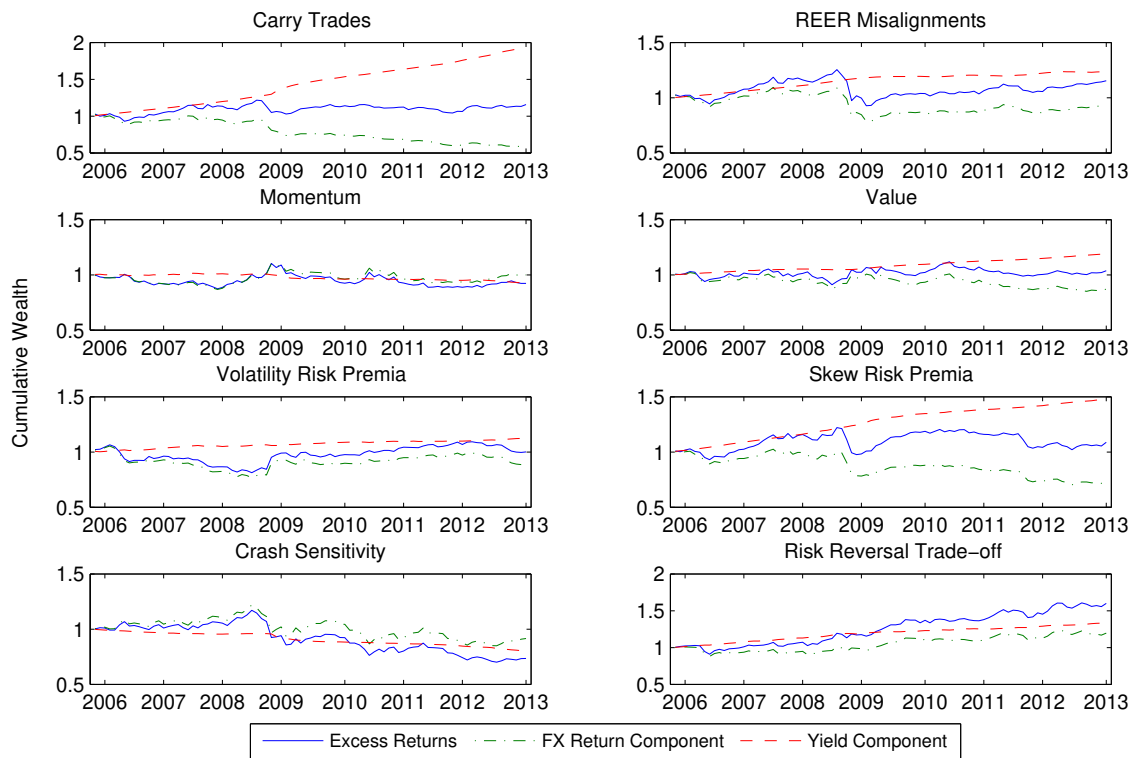 Cumulative Wealth
Carry Trades
2
1.5
1
0.5
2006 2007 2008 2009 2010 2011 2012 2013
REER Misalignments
1.5
1
0.5
2006 2007 2008 2009 2010 2011 2012 2013
Momentum
1.5
1
0.5
2006 2007 2008 2009 2010 2011 2012 2013
Value
1.5
1
0.5
2006 2007 2008 2009 2010 2011 2012 2013
Volatility Risk Premia
1.5
1
0.5
2006 2007 2008 2009 2010 2011 2012 2013
Skew Risk Premia
1.5
1
0.5
2006 2007 2008 2009 2010 2011 2012 2013
Crash Sensitivity
1.5
1
0.5
2006 2007 2008 2009 2010 2011 2012 2013
Risk Reversal Trade−off
2
1.5
1
0.5
2006 2007 2008 2009 2010 2011 2012 2013
Excess Returns FX Return Component Yield Component